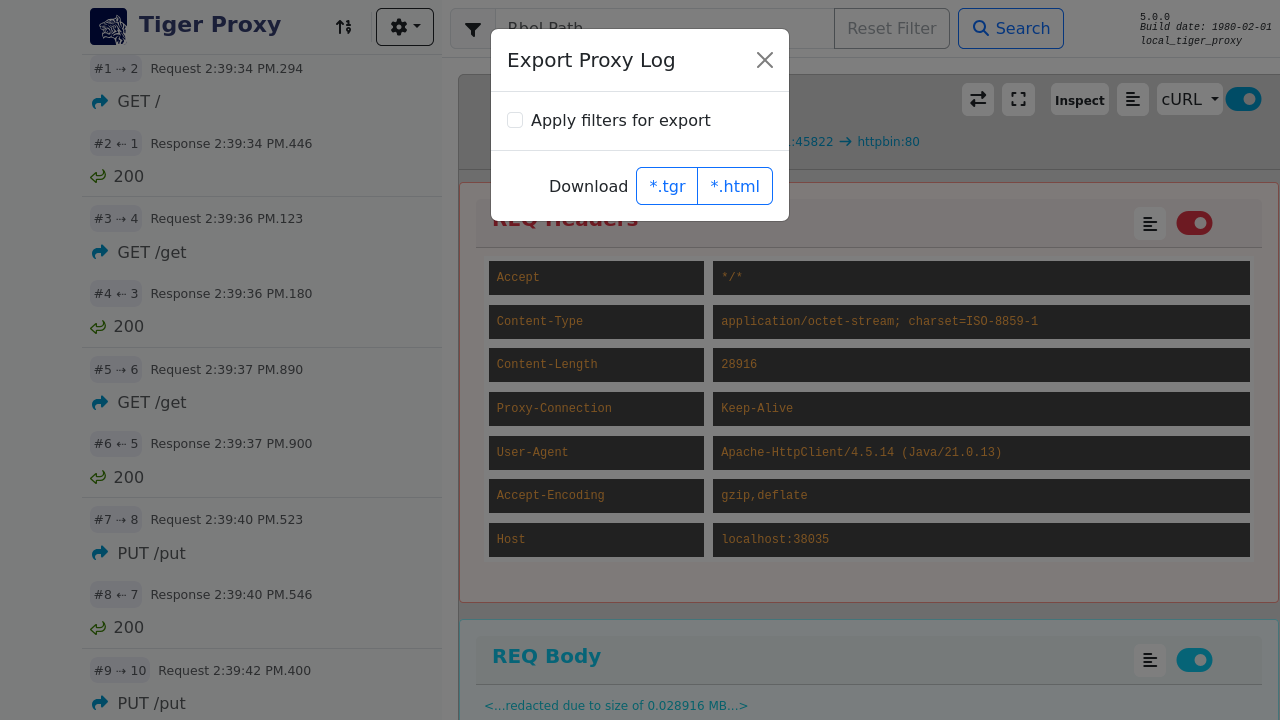 Tiger Proxy
#1 ⇢ 2 Request 2:39:34 PM.294
GET /
#2 ⇠ 1 Response 2:39:34 PM.446
200
#3 ⇢ 4 Request 2:39:36 PM.123
GET /get
#4 ⇠ 3 Response 2:39:36 PM.180
200
#5 ⇢ 6 Request 2:39:37 PM.890
GET /get
#6 ⇠ 5 Response 2:39:37 PM.900
200
#7 ⇢ 8 Request 2:39:40 PM.523
PUT /put
#8 ⇠ 7 Response 2:39:40 PM.546
200
#9 ⇢ 10 Request 2:39:42 PM.400
PUT /put
Reset Filter
Search
5.0.0
Build date: 1980-02-01
local_tiger_proxy
Export Proxy Log
Apply filters for export
Download *.tgr *.html
Inspect
cURL
:45822 → httpbin:80
REQ Headers
Accept */*
Content-Type application/octet-stream; charset=ISO-8859-1
Content-Length 28916
Proxy-Connection Keep-Alive
User-Agent Apache-HttpClient/4.5.14 (Java/21.0.13)
Accept-Encoding gzip,deflate
Host localhost:38035
REQ Body
<...redacted due to size of 0.028916 MB...>